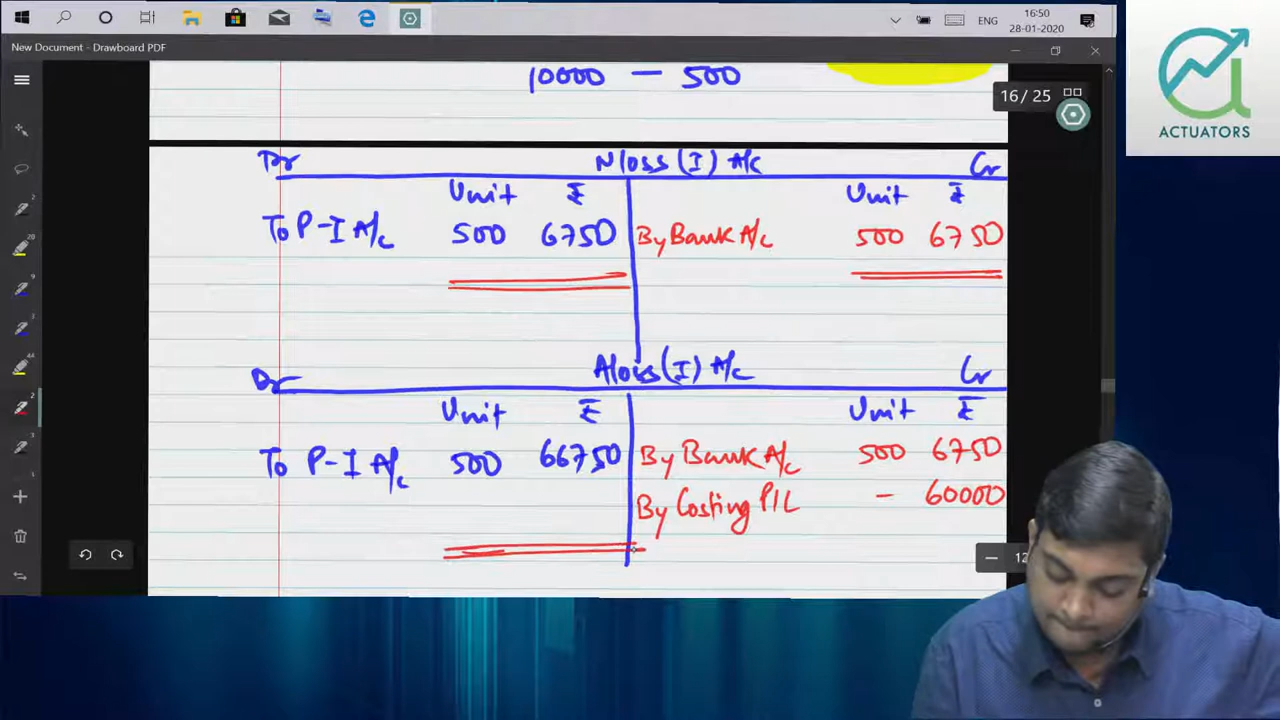 ENG
16:50
28-01-2020
New Document - Drawboard PDF
10000 - 500
16 / 25
ACTUATORS
Dr N/loss (I) A/c Cr
Unit ₹ Unit ₹
To P-I A/c 500 6750 By Bank A/c 500 6750
Dr A/loss (I) A/c Cr
Unit ₹ Unit ₹
To P-I A/c 500 66750 By Bank A/c 500 6750
By Costing P/L - 60000